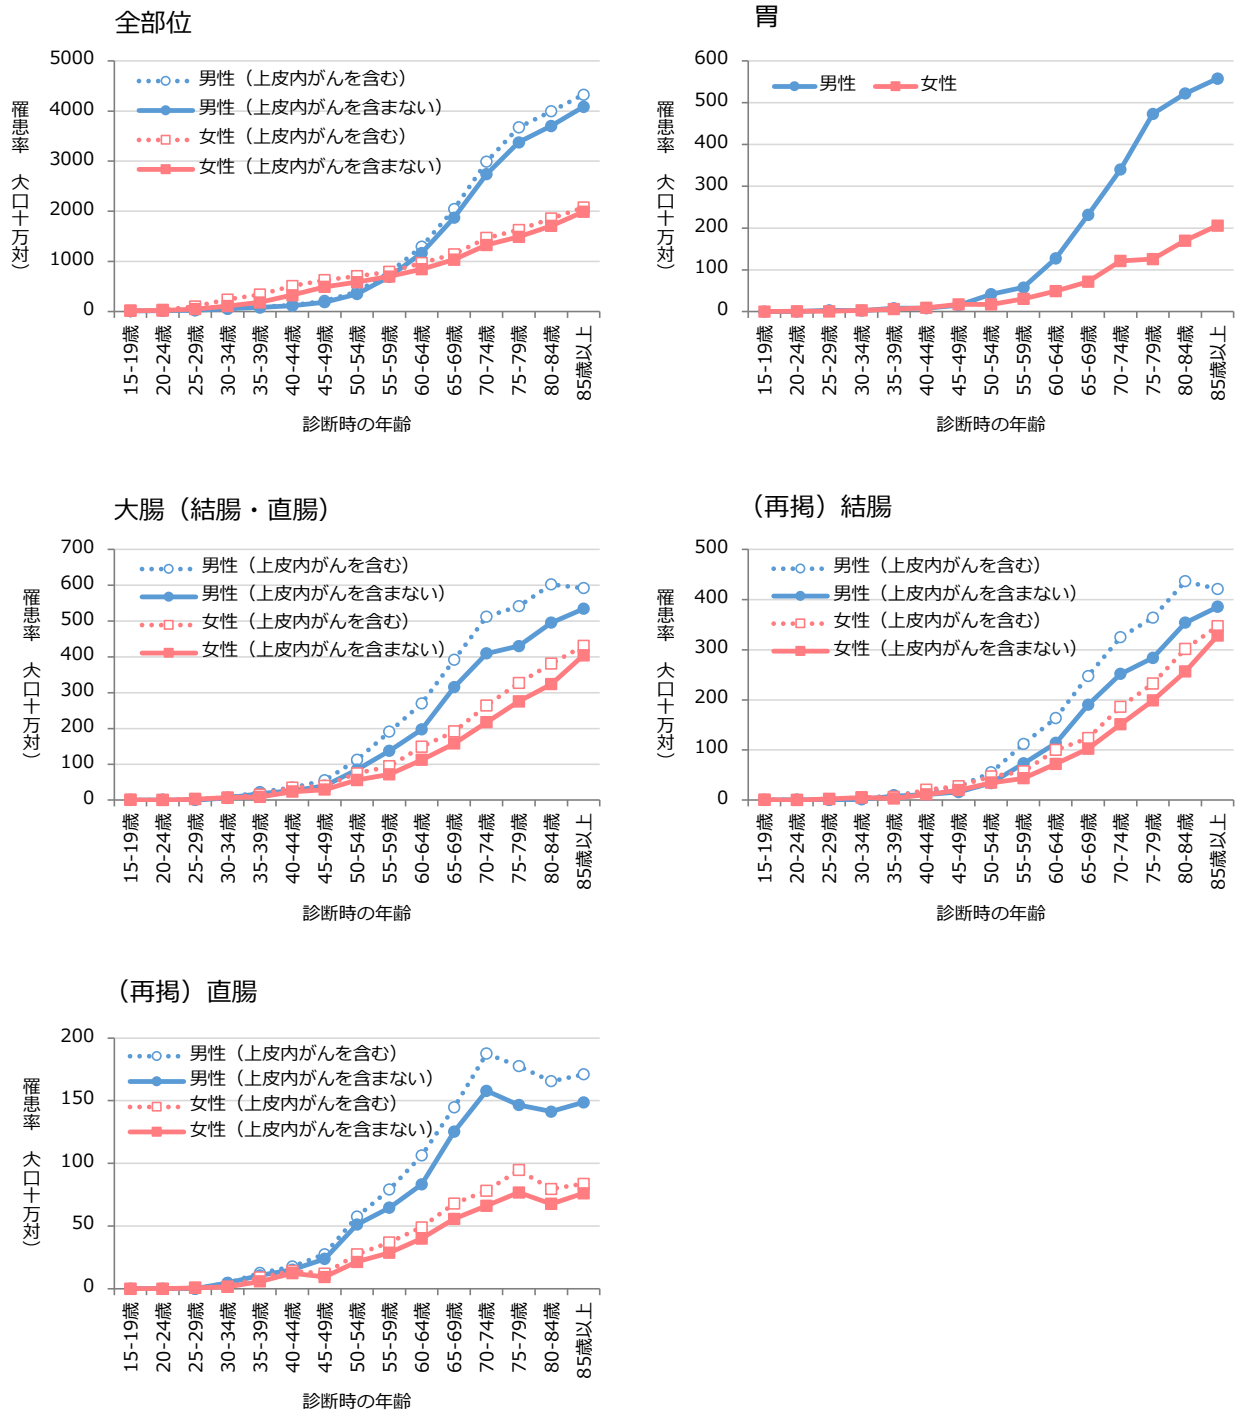 全部位
5000
4000
3000
2000
1000
0
罹患率 (人口十万対)
男性（上皮内がんを含む）
男性（上皮内がんを含まない）
女性（上皮内がんを含む）
女性（上皮内がんを含まない）
15-19歳
20-24歳
25-29歳
30-34歳
35-39歳
40-44歳
45-49歳
50-54歳
55-59歳
60-64歳
65-69歳
70-74歳
75-79歳
80-84歳
85歳以上
診断時の年齢
胃
600
500
400
300
200
100
0
罹患率 (人口十万対)
男性
女性
15-19歳
20-24歳
25-29歳
30-34歳
35-39歳
40-44歳
45-49歳
50-54歳
55-59歳
60-64歳
65-69歳
70-74歳
75-79歳
80-84歳
85歳以上
診断時の年齢
大腸（結腸・直腸）
700
600
500
400
300
200
100
0
罹患率 (人口十万対)
男性（上皮内がんを含む）
男性（上皮内がんを含まない）
女性（上皮内がんを含む）
女性（上皮内がんを含まない）
15-19歳
20-24歳
25-29歳
30-34歳
35-39歳
40-44歳
45-49歳
50-54歳
55-59歳
60-64歳
65-69歳
70-74歳
75-79歳
80-84歳
85歳以上
診断時の年齢
（再掲）結腸
500
400
300
200
100
0
罹患率 (人口十万対)
男性（上皮内がんを含む）
男性（上皮内がんを含まない）
女性（上皮内がんを含む）
女性（上皮内がんを含まない）
15-19歳
20-24歳
25-29歳
30-34歳
35-39歳
40-44歳
45-49歳
50-54歳
55-59歳
60-64歳
65-69歳
70-74歳
75-79歳
80-84歳
85歳以上
診断時の年齢
（再掲）直腸
200
150
100
50
0
罹患率 (人口十万対)
男性（上皮内がんを含む）
男性（上皮内がんを含まない）
女性（上皮内がんを含む）
女性（上皮内がんを含まない）
15-19歳
20-24歳
25-29歳
30-34歳
35-39歳
40-44歳
45-49歳
50-54歳
55-59歳
60-64歳
65-69歳
70-74歳
75-79歳
80-84歳
85歳以上
診断時の年齢